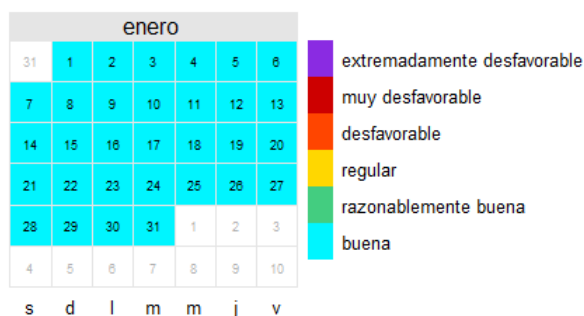 enero
31 1 2 3 4 5 6
7 8 9 10 11 12 13
14 15 16 17 18 19 20
21 22 23 24 25 26 27
28 29 30 31 1 2 3
4 5 6 7 8 9 10
s d l m m j v
extremadamente desfavorable
muy desfavorable
desfavorable
regular
razonablemente buena
buena